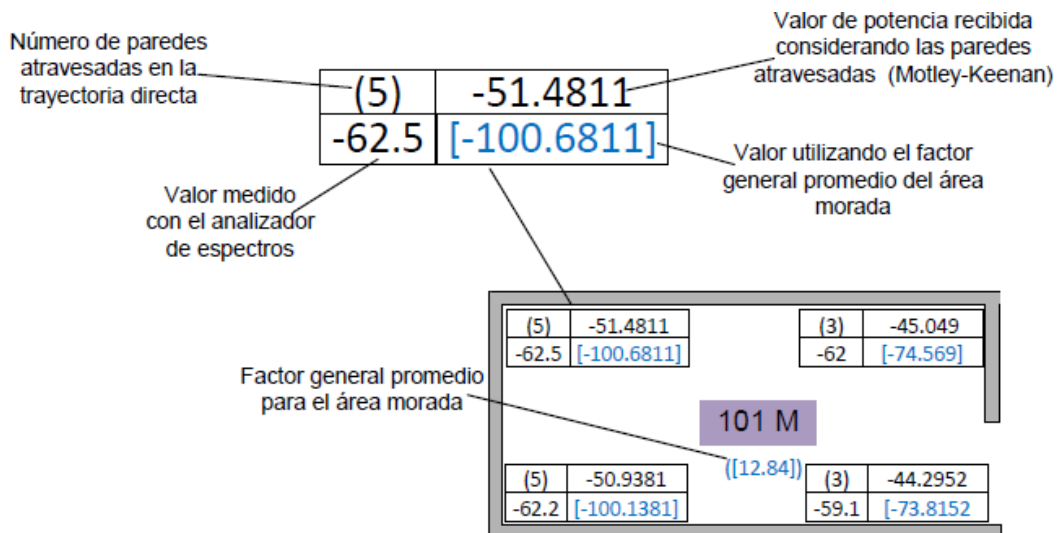 Número de paredes
atravesadas en la
trayectoria directa
Valor de potencia recibida
considerando las paredes
atravesadas (Motley-Keenan)
(5) -51.4811
-62.5 [-100.6811]
Valor medido
con el analizador
de espectros
Valor utilizando el factor
general promedio del área
morada
(5) -51.4811
-62.5 [-100.6811]
(3) -45.049
-62 [-74.569]
Factor general promedio
para el área morada
101 M
([12.84])
(5) -50.9381
-62.2 [-100.1381]
(3) -44.2952
-59.1 [-73.8152